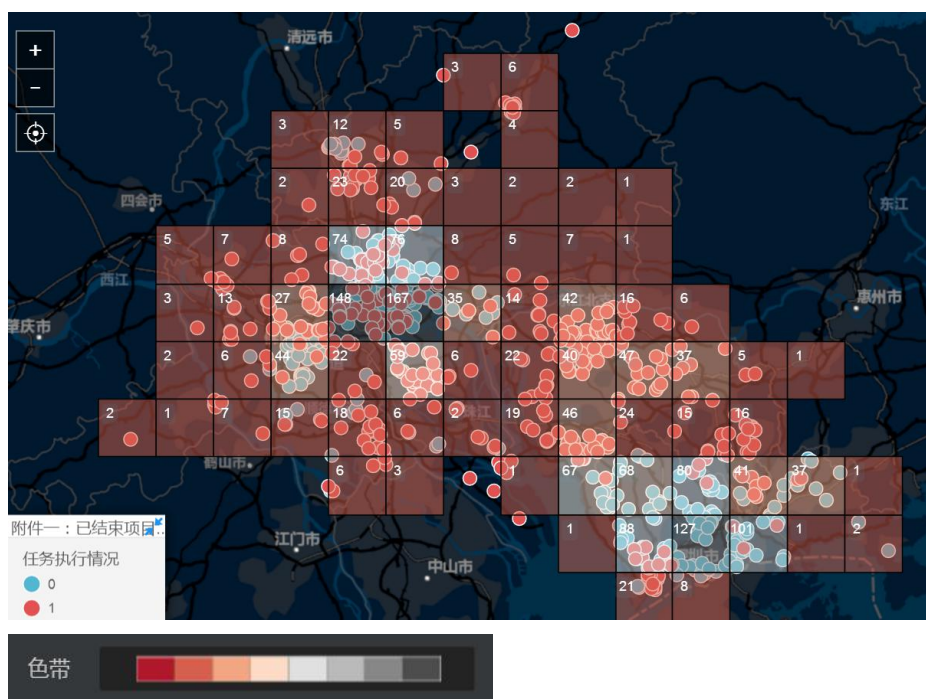 清远市
+
3 6
−
3 12 5 4
2 23 20 3 2 2 1
四会市
东江
5 7 8 74 76 8 5 7 1
西江
3 13 27 148 167 35 14 42 16 6
惠州市
肇庆市
2 6 44 22 59 6 22 40 47 37 5 1
2 1 7 15 18 6 2 19 46 24 15 16
珠江
鹤山市
6 3 1 67 68 80 41 37 1
附件一：已结束项目..
任务执行情况
0
1
江门市
1 88 127 101 1 2
圳市
中山市
21 8
色带